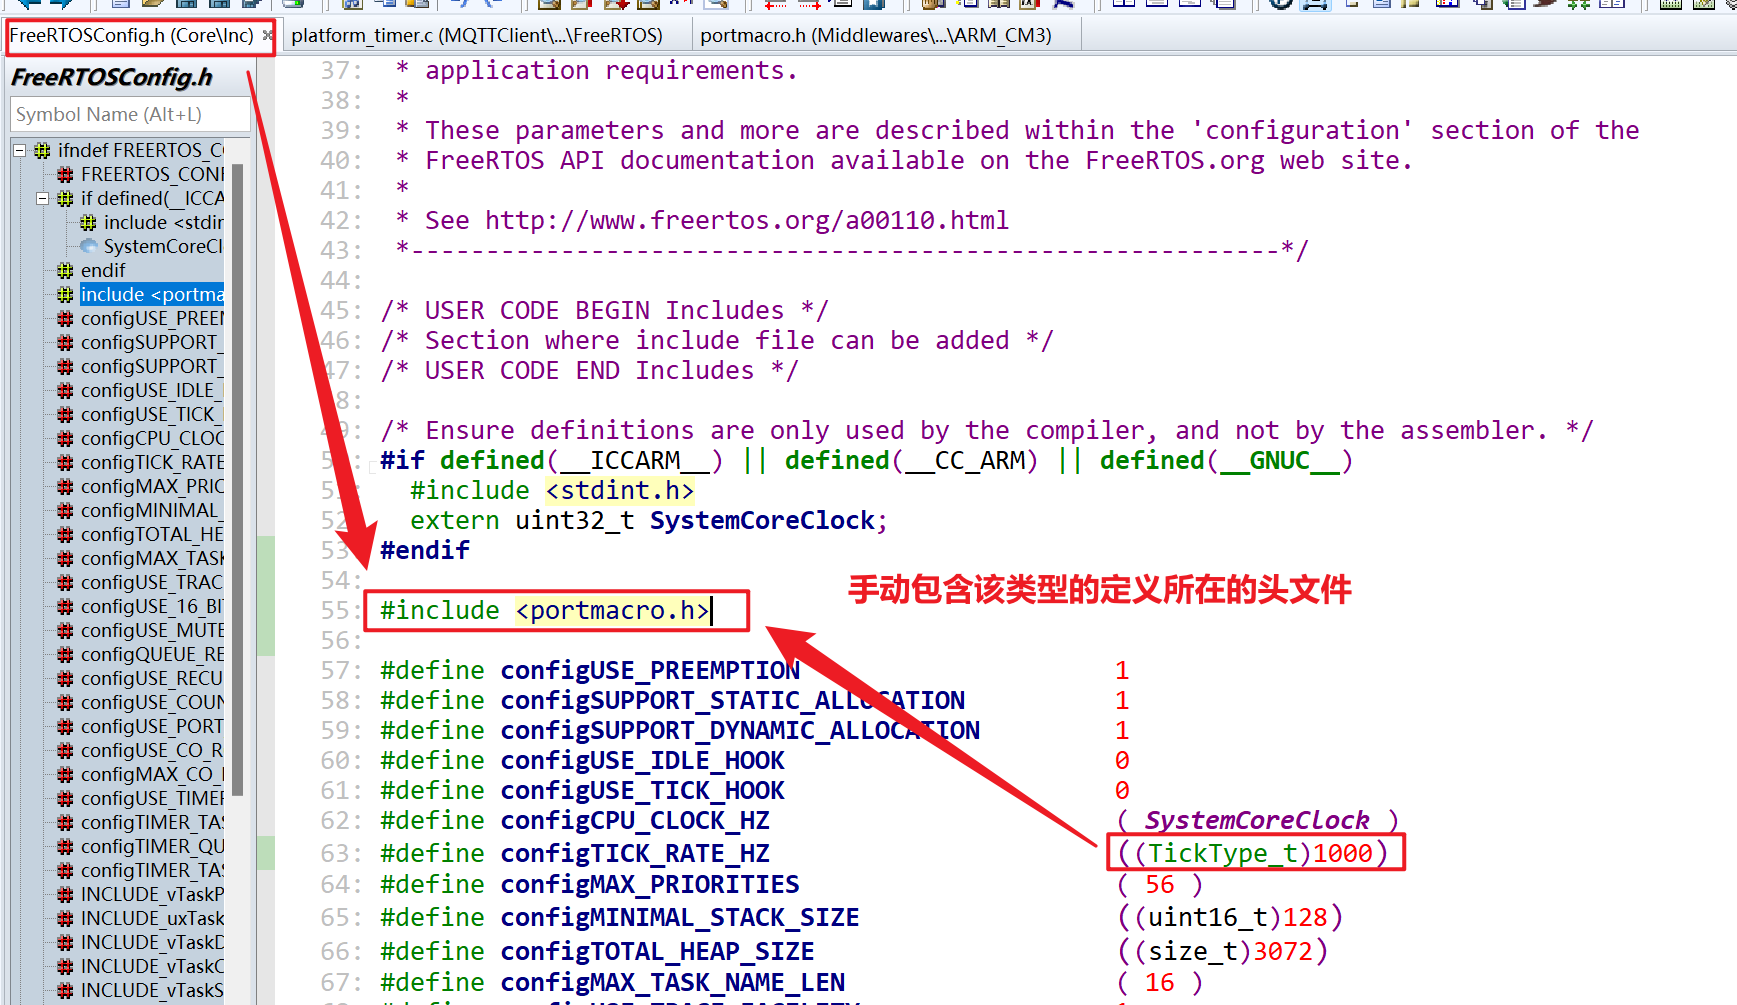 FreeRTOSConfig.h (Core\Inc)
platform_timer.c (MQTTClient\...\FreeRTOS)
portmacro.h (Middlewares\...\ARM_CM3)
FreeRTOSConfig.h
Symbol Name (Alt+L)
ifndef FREERTOS_C
FREERTOS_CONF
if defined(__ICCA
include <stdir
SystemCoreCl
endif
include <portma
configUSE_PREEM
configSUPPORT_
configSUPPORT_
configUSE_IDLE_
configUSE_TICK_
configCPU_CLOC
configTICK_RATE
configMAX_PRIC
configMINIMAL_
configTOTAL_HE
configMAX_TASK
configUSE_TRAC
configUSE_16_BI
configUSE_MUTE
configQUEUE_RE
configUSE_RECU
configUSE_COUN
configUSE_PORT
configUSE_CO_R
configMAX_CO_
configUSE_TIMER
configTIMER_TAS
configTIMER_QU
configTIMER_TAS
INCLUDE_vTaskP
INCLUDE_uxTask
INCLUDE_vTaskD
INCLUDE_vTaskC
INCLUDE_vTaskS
37: * application requirements.
38: *
39: * These parameters and more are described within the 'configuration' section of the
40: * FreeRTOS API documentation available on the FreeRTOS.org web site.
41: *
42: * See http://www.freertos.org/a00110.html
43: *----------------------------------------------------------*/
44:
45: /* USER CODE BEGIN Includes */
46: /* Section where include file can be added */
47: /* USER CODE END Includes */
8:
49: /* Ensure definitions are only used by the compiler, and not by the assembler. */
5 : #if defined(__ICCARM__) || defined(__CC_ARM) || defined(__GNUC__)
51: #include <stdint.h>
52 extern uint32_t SystemCoreClock;
53 #endif
54:
55: #include <portmacro.h>
手动包含该类型的定义所在的头文件
56:
57: #define configUSE_PREEMPTION 1
58: #define configSUPPORT_STATIC_ALLOCATION 1
59: #define configSUPPORT_DYNAMIC_ALLOCATION 1
60: #define configUSE_IDLE_HOOK 0
61: #define configUSE_TICK_HOOK 0
62: #define configCPU_CLOCK_HZ ( SystemCoreClock )
63: #define configTICK_RATE_HZ ((TickType_t)1000)
64: #define configMAX_PRIORITIES ( 56 )
65: #define configMINIMAL_STACK_SIZE ((uint16_t)128)
66: #define configTOTAL_HEAP_SIZE ((size_t)3072)
67: #define configMAX_TASK_NAME_LEN ( 16 )